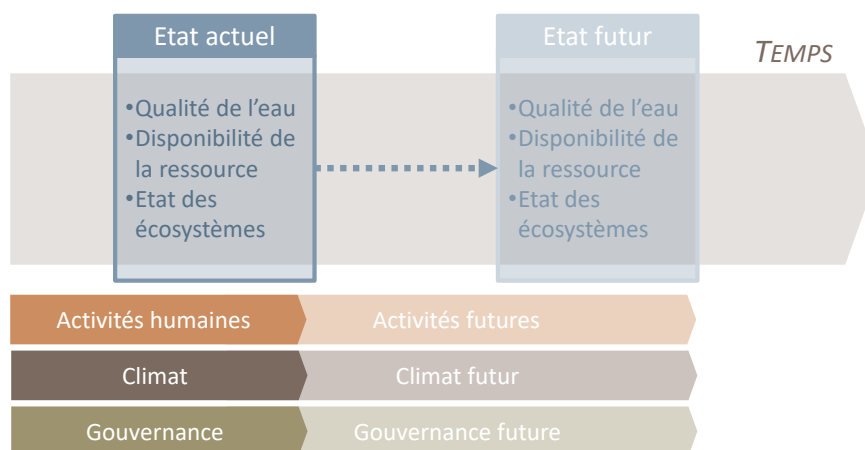 Etat actuel
Etat futur
TEMPS
•Qualité de l'eau
•Disponibilité de
la ressource
•Etat des
écosystèmes
•Qualité de l'eau
•Disponibilité de
la ressource
•Etat des
écosystèmes
Activités humaines
Activités futures
Climat
Climat futur
Gouvernance
Gouvernance future